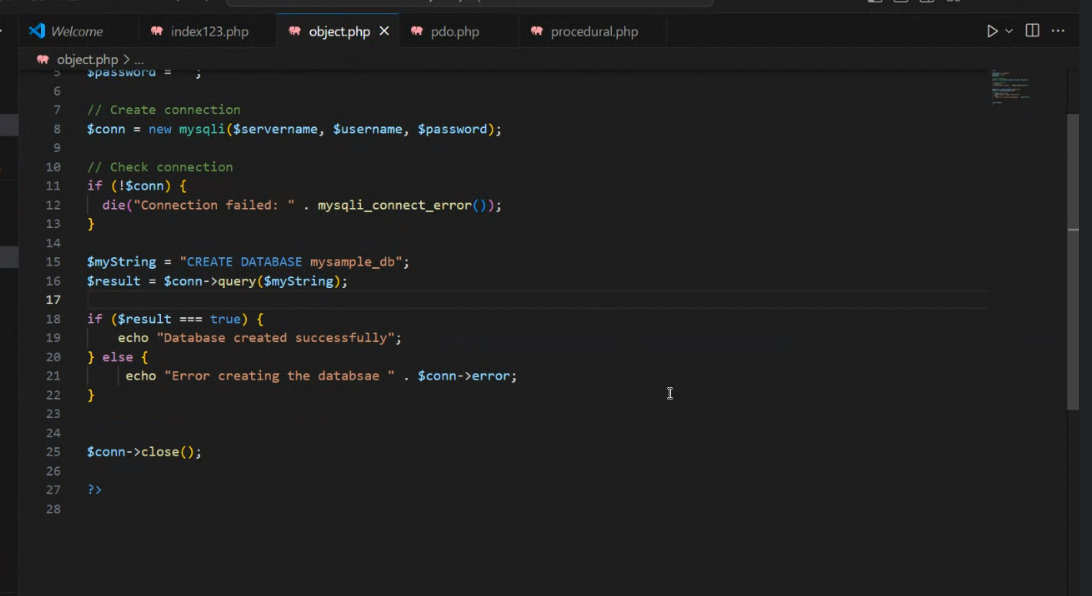 Welcome index123.php object.php pdo.php procedural.php
object.php > ...
5 $password = "";
6
7 // Create connection
8 $conn = new mysqli($servername, $username, $password);
9
10 // Check connection
11 if (!$conn) {
12 die("Connection failed: " . mysqli_connect_error());
13 }
14
15 $myString = "CREATE DATABASE mysample_db";
16 $result = $conn->query($myString);
17
18 if ($result === true) {
19 echo "Database created successfully";
20 } else {
21 echo "Error creating the databsae " . $conn->error;
22 }
23
24
25 $conn->close();
26
27 ?>
28